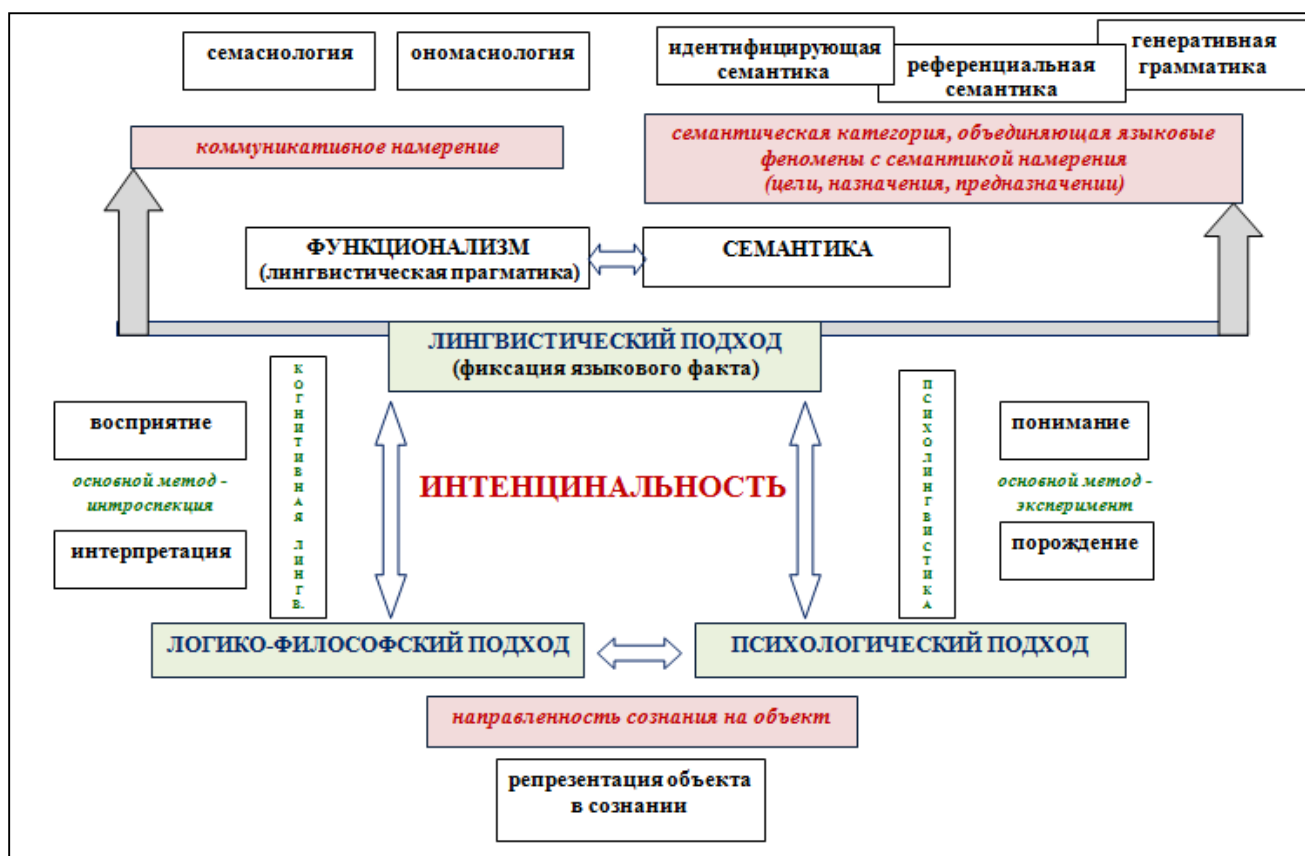 семасиология
ономасиология
идентифицирующая
семантика
референциальная
семантика
генеративная
грамматика
коммуникативное намерение
семантическая категория, объединяющая языковые
феномены с семантикой намерения
(цели, назначения, предназначении)
ФУНКЦИОНАЛИЗМ
(лингвистическая прагматика)
СЕМАНТИКА
ЛИНГВИСТИЧЕСКИЙ ПОДХОД
(фиксация языкового факта)
восприятие
основной метод -
интроспекция
интерпретация
КОГНИТИВНАЯ ЛИНГВ.
ИНТЕНЦИНАЛЬНОСТЬ
ПСИХОЛИНГВИСТИКА
понимание
основной метод -
эксперимент
порождение
ЛОГИКО-ФИЛОСОФСКИЙ ПОДХОД
ПСИХОЛОГИЧЕСКИЙ ПОДХОД
направленность сознания на объект
репрезентация объекта
в сознании